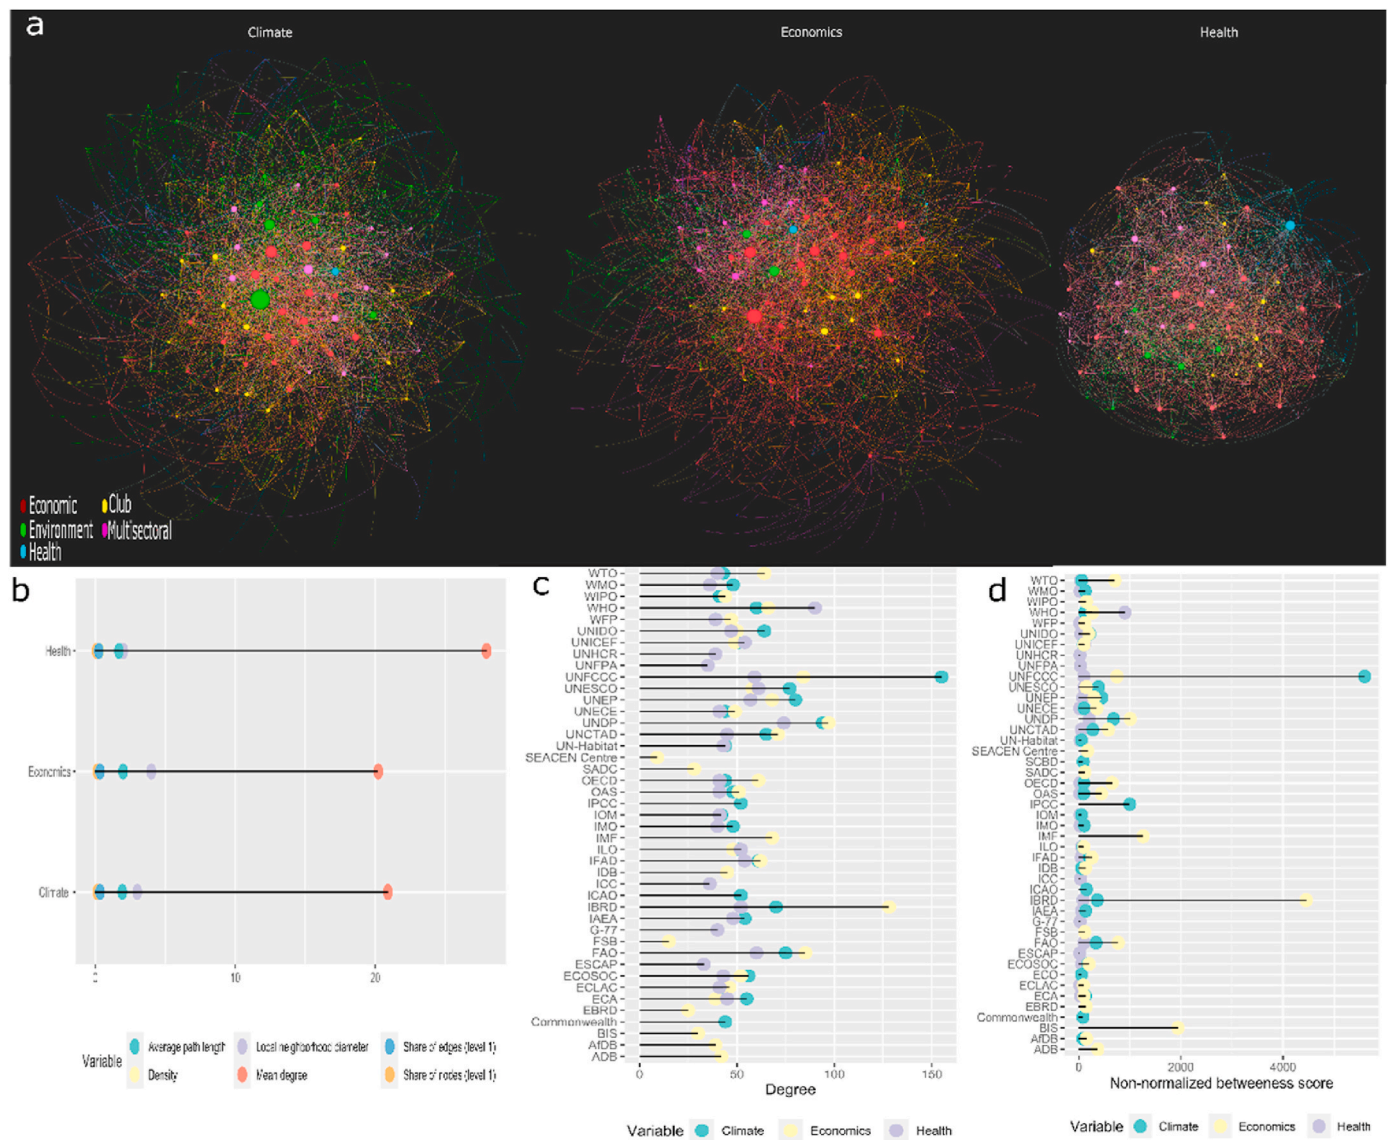 a
Climate
Economics
Health
Economic
Club
Environment
Multisectoral
Health
b
Health
Economics
Climate
0
10
20
Variable
Average path length
Local neighborhood diameter
Share of edges (level 1)
Density
Mean degree
Share of nodes (level 1)
c
WTO
WMO
WIPO
WHO
WFP
UNIDO
UNICEF
UNHCR
UNFPA
UNFCCC
UNESCO
UNEP
UNECE
UNDP
UNCTAD
UN-Habitat
SEACEN Centre
SADC
OECD
OAS
IPCC
IOM
IMO
IMF
ILO
IFAD
IDB
ICC
ICAO
IBRD
IAEA
G-77
FSB
FAO
ESCAP
ECOSOC
ECLAC
ECA
EBRD
Commonwealth
BIS
AfDB
ADB
0
50
100
150
Degree
Variable
Climate
Economics
Health
d
WTO
WMO
WIPO
WHO
WFP
UNIDO
UNICEF
UNHCR
UNFPA
UNFCCC
UNESCO
UNEP
UNECE
UNDP
UNCTAD
UN-Habitat
SEACEN Centre
SCBD
SADC
OECD
OAS
IPCC
IOM
IMO
IMF
ILO
IFAD
IDB
ICC
ICAO
IBRD
IAEA
G-77
FSB
FAO
ESCAP
ECOSOC
ECO
ECLAC
ECA
EBRD
Commonwealth
BIS
AfDB
ADB
0
2000
4000
Non-normalized betweeness score
Variable
Climate
Economics
Health